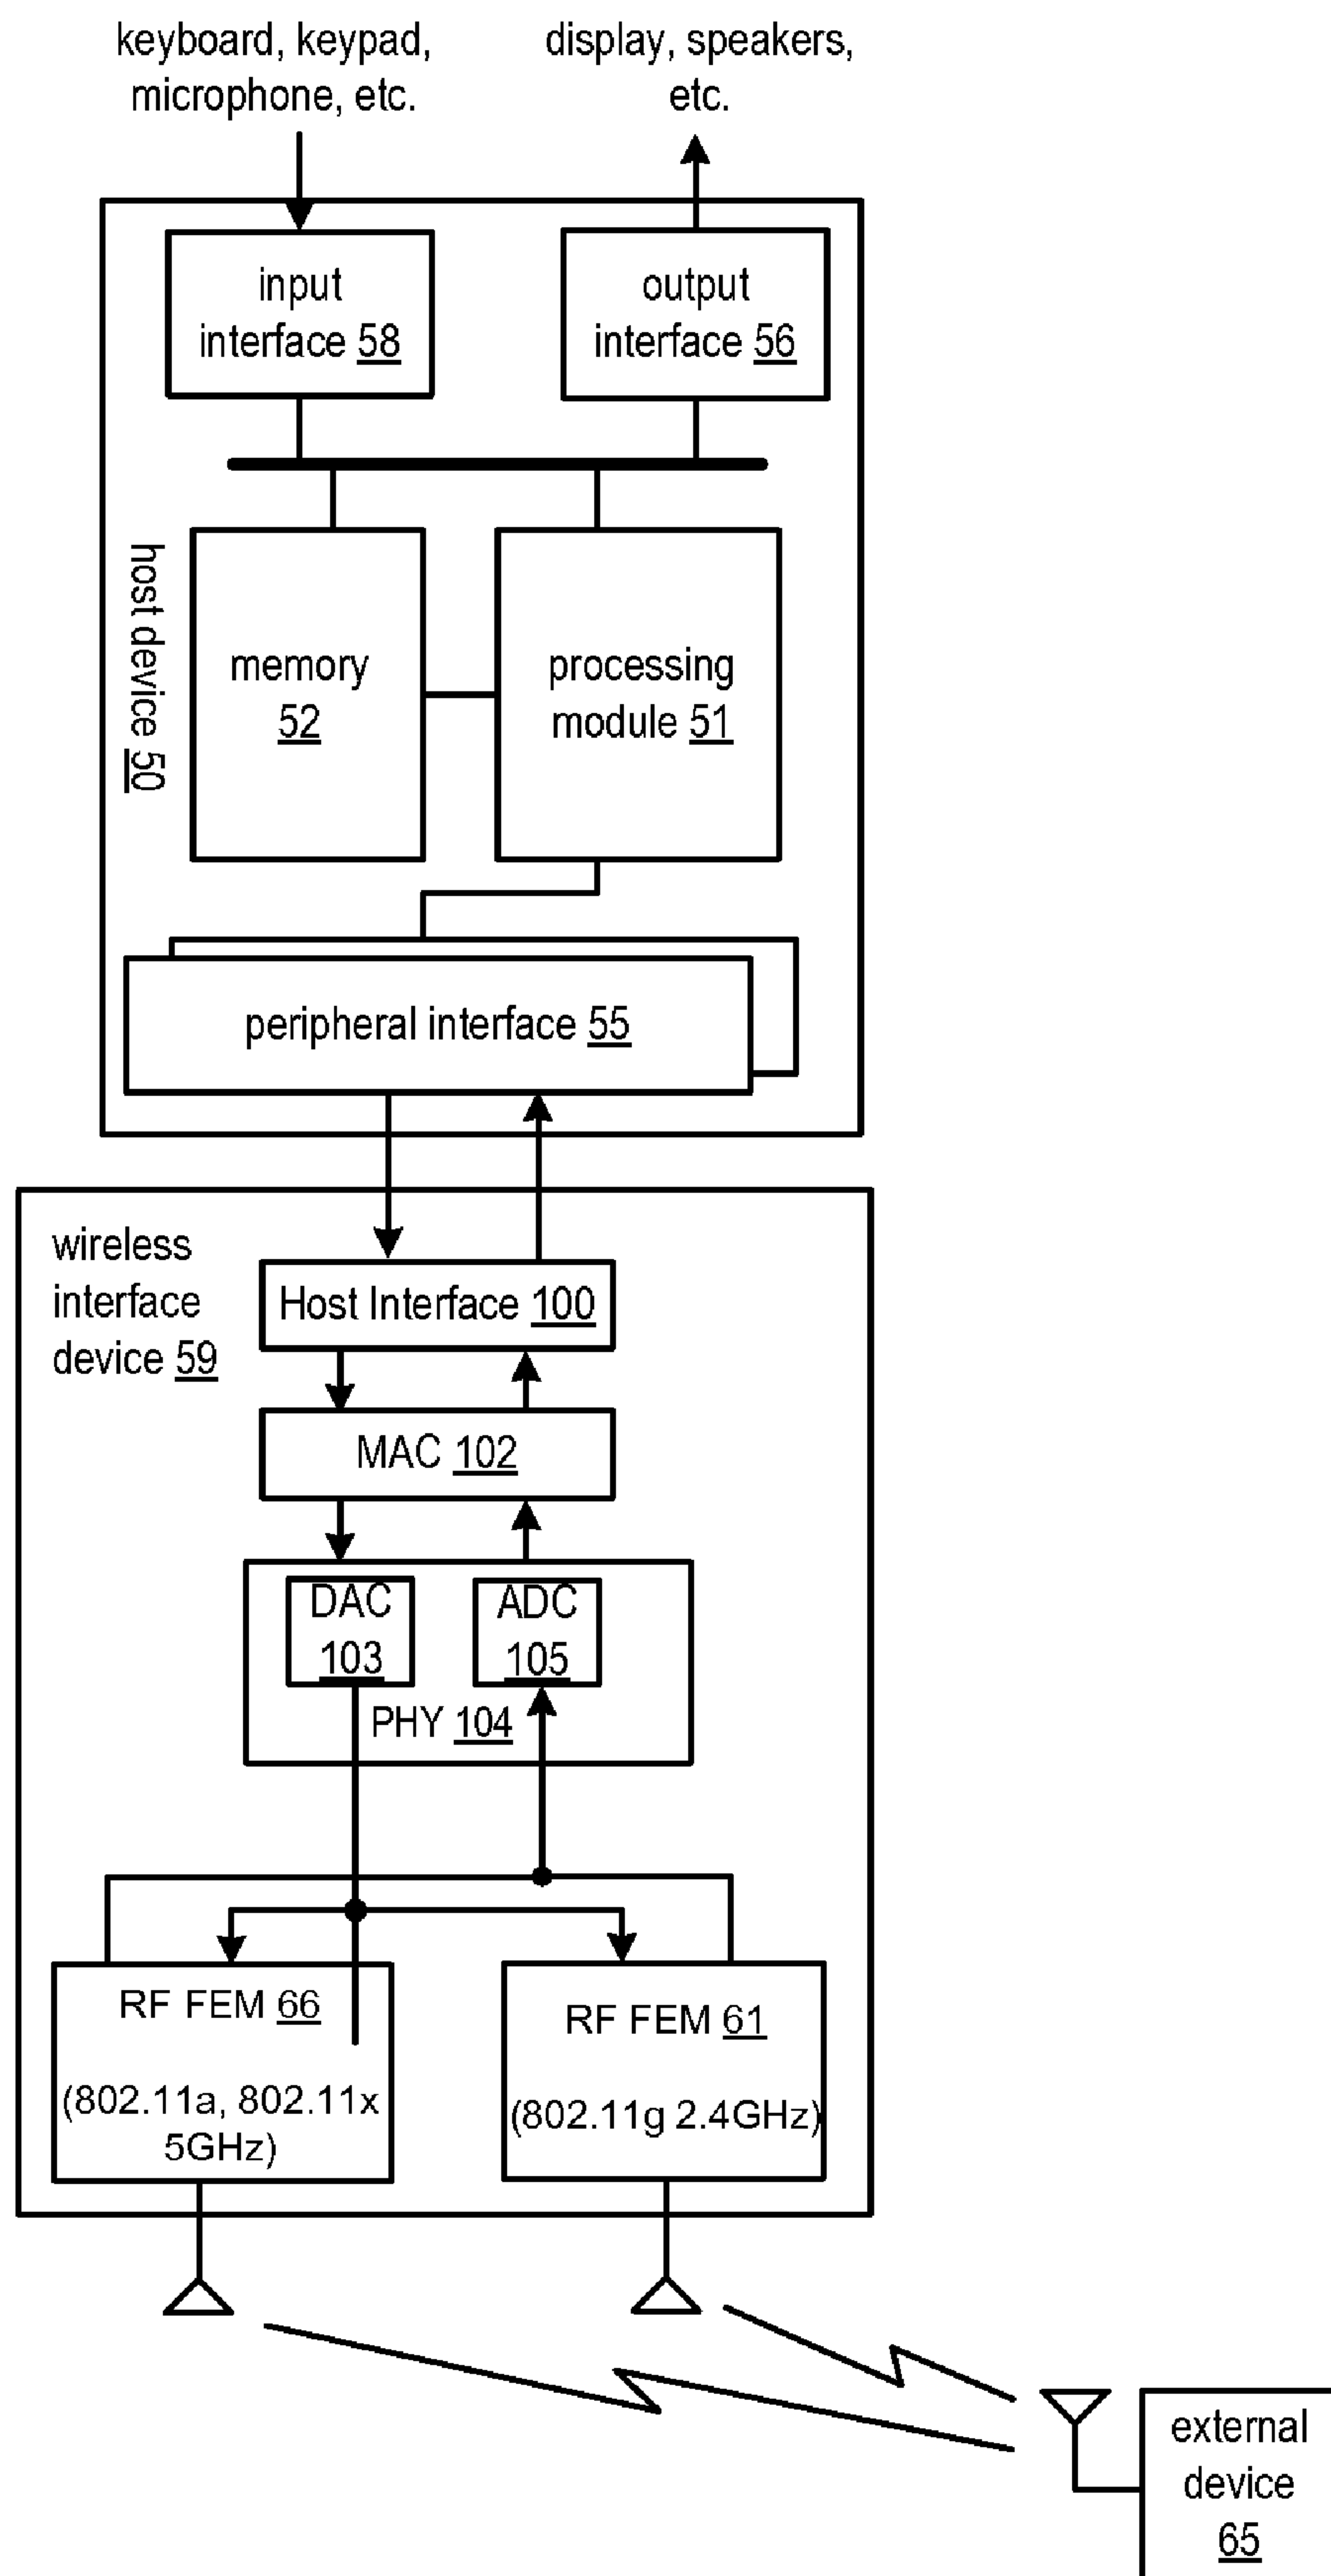 keyboard, keypad,
microphone, etc.
display, speakers,
etc.
input
interface 58
output
interface 56
host device 50
memory
52
processing
module 51
peripheral interface 55
wireless
interface
device 59
Host Interface 100
MAC 102
DAC
103
ADC
105
PHY 104
RF FEM 66
(802.11a, 802.11x
5GHz)
RF FEM 61
(802.11g 2.4GHz)
external
device
65